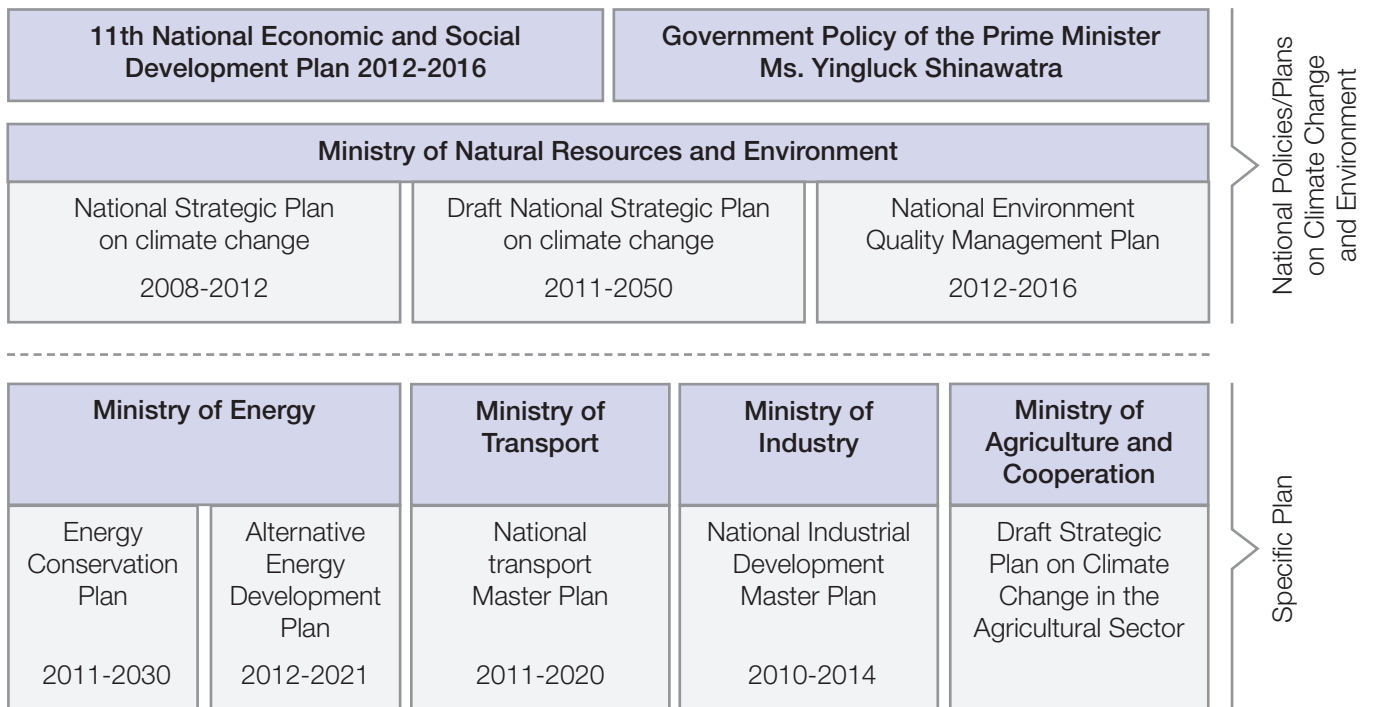 11th National Economic and Social
Development Plan 2012-2016
Government Policy of the Prime Minister
Ms. Yingluck Shinawatra
Ministry of Natural Resources and Environment
National Strategic Plan
on climate change
2008-2012
Draft National Strategic Plan
on climate change
2011-2050
National Environment
Quality Management Plan
2012-2016
National Policies/Plans
on Climate Change
and Environment
Ministry of Energy
Energy
Conservation
Plan
2011-2030
Alternative
Energy
Development
Plan
2012-2021
Ministry of
Transport
National
transport
Master Plan
2011-2020
Ministry of
Industry
National Industrial
Development
Master Plan
2010-2014
Ministry of
Agriculture and
Cooperation
Draft Strategic
Plan on Climate
Change in the
Agricultural Sector
Specific Plan